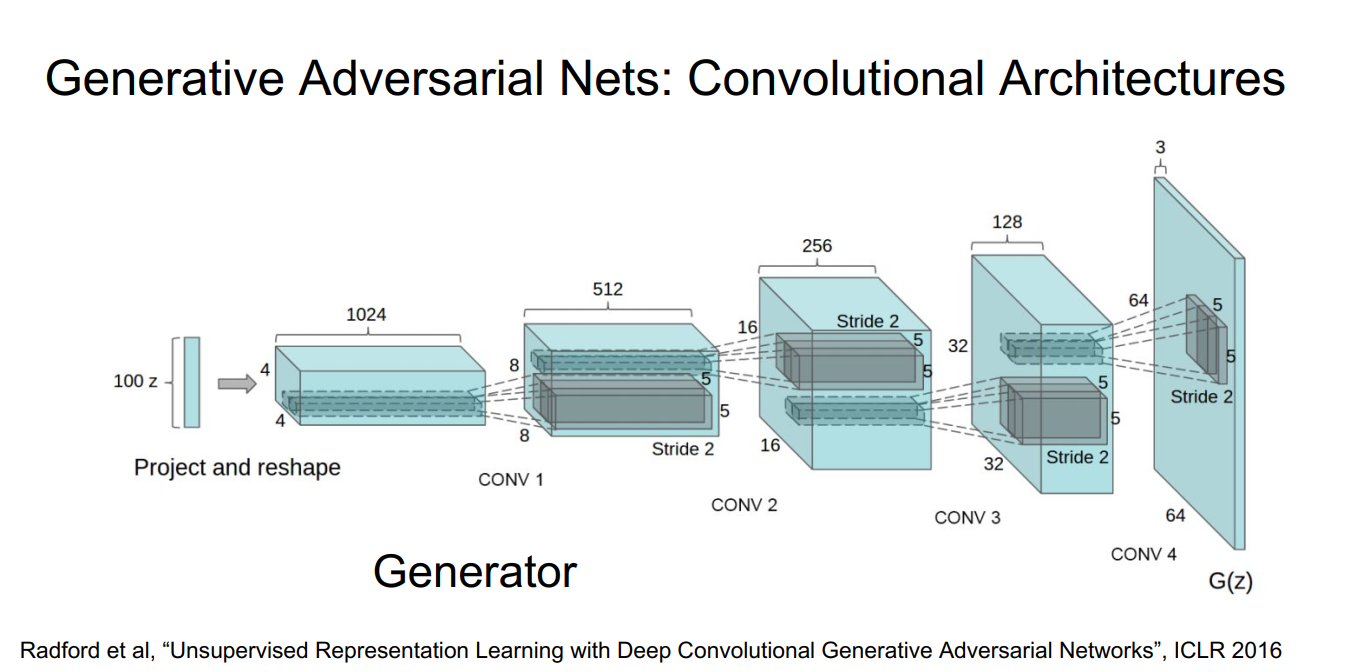 Generative Adversarial Nets: Convolutional Architectures
3
128
256
64
512
5
1024
16
Stride 2
5
32
5
8
5
4
100 z
5
5
5
Stride 2
4
5
5
8
16
Stride 2
32
Stride 2
Project and reshape
CONV 1
CONV 2
64
CONV 3
CONV 4
Generator
G(z)
Radford et al, “Unsupervised Representation Learning with Deep Convolutional Generative Adversarial Networks”, ICLR 2016